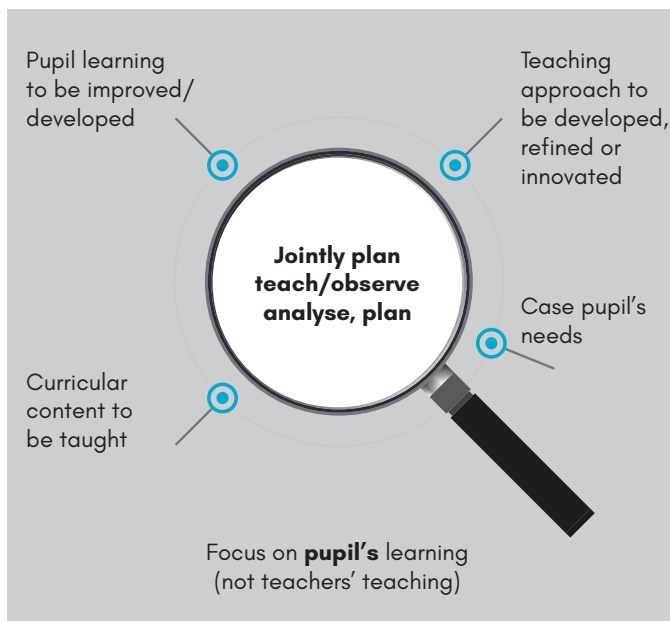 Pupil learning
to be improved/
developed
Teaching
approach to
be developed,
refined or
innovated
Jointly plan
teach/observe
analyse, plan
Case pupil’s
needs
Curricular
content to
be taught
Focus on pupil’s learning
(not teachers’ teaching)